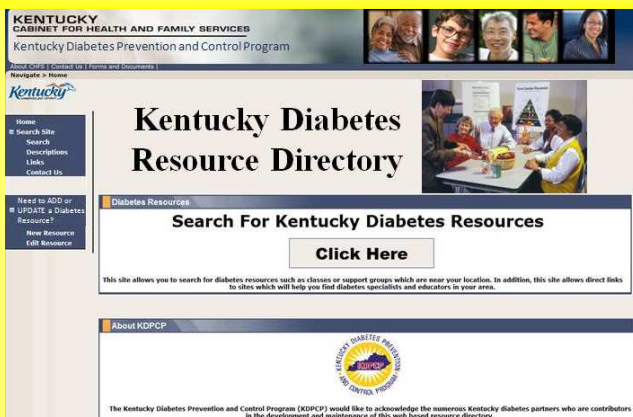 KENTUCKY
CABINET FOR HEALTH AND FAMILY SERVICES
Kentucky Diabetes Prevention and Control Program
About CHFS | Contact Us | Forms and Documents |
Navigate > Home
Kentucky
Home
Search Site
Search
Descriptions
Links
Contact Us
Need to ADD or
UPDATE a Diabetes
Resource?
New Resource
Edit Resource
Kentucky Diabetes
Resource Directory
Diabetes Resources
Search For Kentucky Diabetes Resources
Click Here
This site allows you to search for diabetes resources such as classes or support groups which are near your location. In addition, this site allows direct links
to sites which will help you find diabetes specialists and educators in your area.
About KDPCP
KENTUCKY DIABETES PREVENTION
AND CONTROL PROGRAM
KDPCP
The Kentucky Diabetes Prevention and Control Program (KDPCP) would like to acknowledge the numerous Kentucky diabetes partners who are contributors
in the development and maintenance of this web based resource directory.